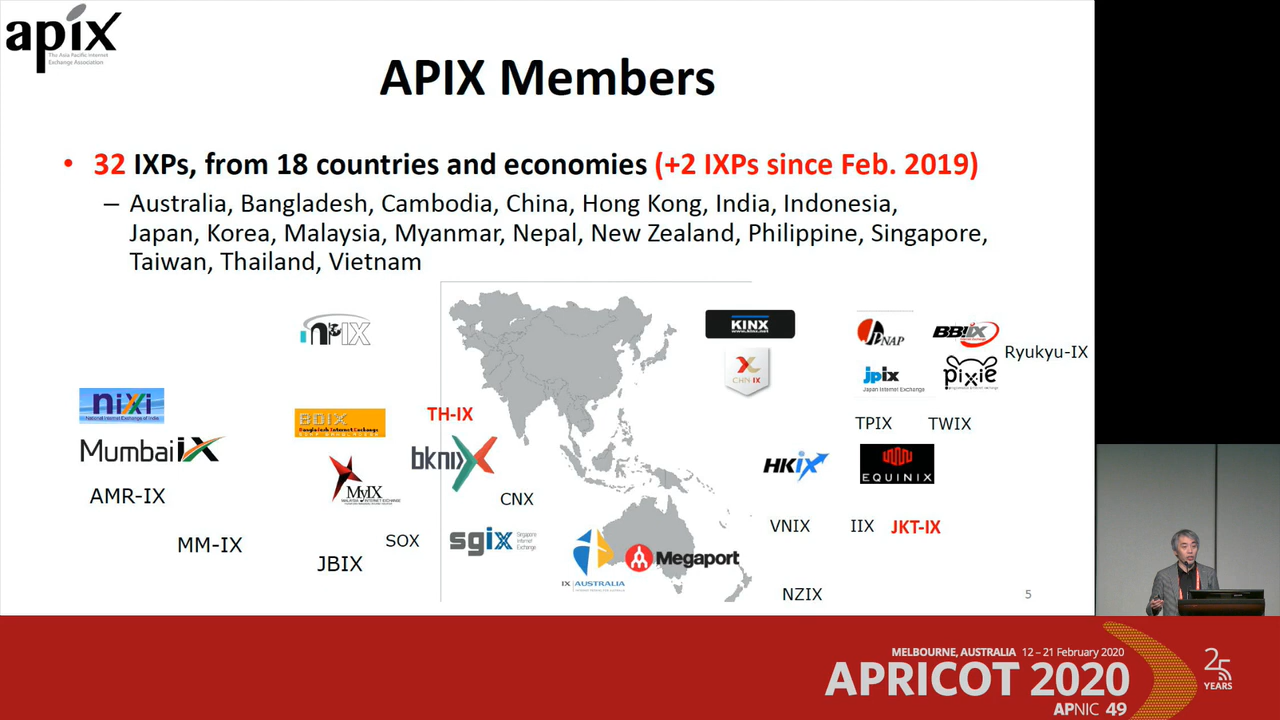 apix
The Asia Pacific Internet
Exchange Association
APIX Members
• 32 IXPs, from 18 countries and economies (+2 IXPs since Feb. 2019)
– Australia, Bangladesh, Cambodia, China, Hong Kong, India, Indonesia,
Japan, Korea, Malaysia, Myanmar, Nepal, New Zealand, Philippine, Singapore,
Taiwan, Thailand, Vietnam
npIX
KINX
www.kinx.net
CHN-IX
PNAP
BBIX
Ryukyu-IX
jpix
Japan Internet Exchange
pixie
nixi
National Internet Exchange of India
BDIX
Bangladesh Internet Exchange
TH-IX
TPIX
TWIX
Mumbai IX
bknix
HKIX
EQUINIX
AMR-IX
MyIX
MALAYSIA INTERNET EXCHANGE
CNX
VNIX
IIX
JKT-IX
MM-IX
SOX
sgix
Singapore
Internet
Exchange
JBIX
IX AUSTRALIA
Megaport
NZIX
5
MELBOURNE, AUSTRALIA 12 – 21 February 2020
APRICOT 2020
APNIC 49
25
YEARS